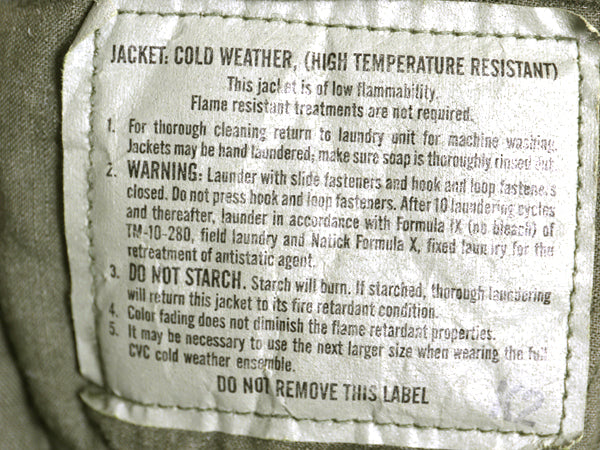 JACKET: COLD WEATHER, (HIGH TEMPERATURE RESISTANT)
This jacket is of low flammability.
Flame resistant treatments are not required.
1. For thorough cleaning return to laundry unit for machine washing.
Jackets may be hand laundered; make sure soap is thoroughly rinsed out.
2. WARNING: Launder with slide fasteners and hook and loop fasteners
closed. Do not press hook and loop fasteners. After 10 laundering cycles
and thereafter, launder in accordance with Formula IX (no bleach) of
TM-10-280, field laundry and Natick Formula X, fixed laundry for the
retreatment of antistatic agent.
3. DO NOT STARCH. Starch will burn. If starched, thorough laundering
will return this jacket to its fire retardant condition.
4. Color fading does not diminish the flame retardant properties.
5. It may be necessary to use the next larger size when wearing the full
CVC cold weather ensemble.
DO NOT REMOVE THIS LABEL